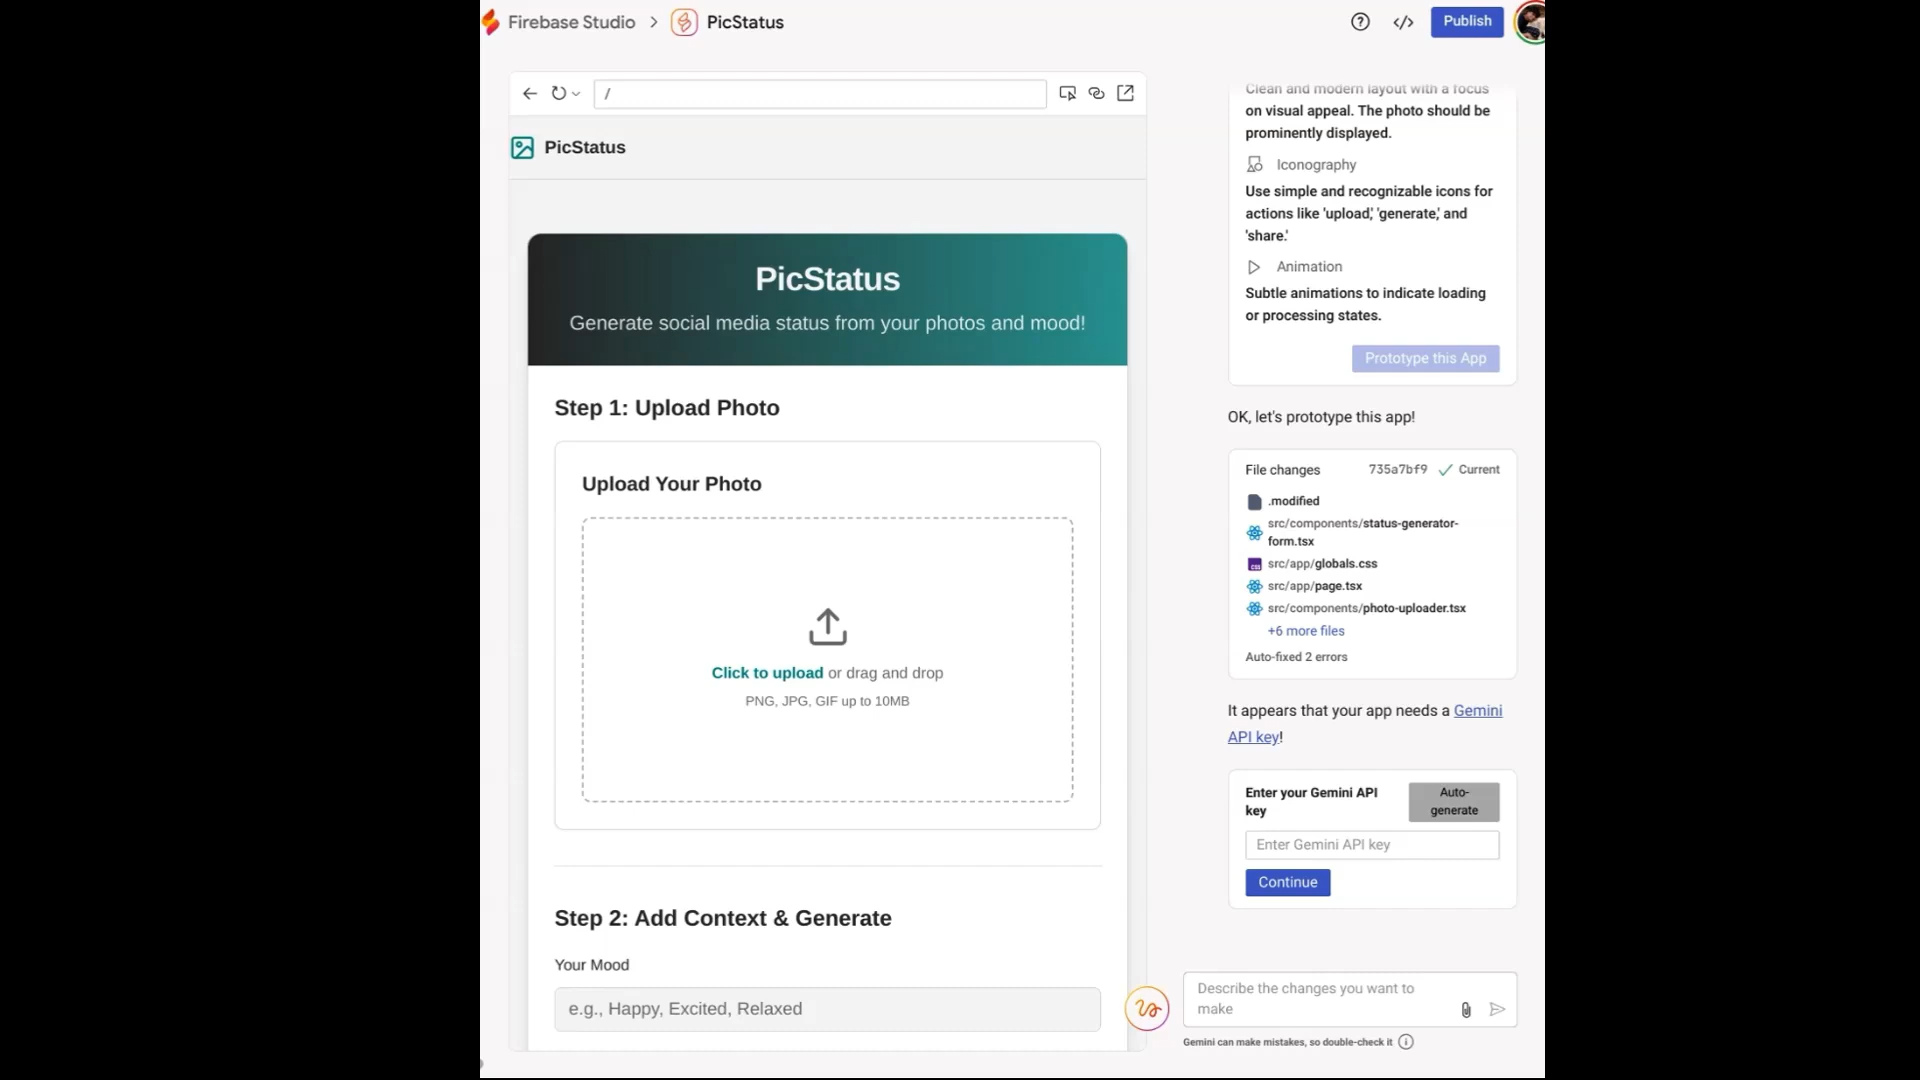 Firebase Studio > PicStatus
Publish
/
PicStatus
PicStatus
Generate social media status from your photos and mood!
Step 1: Upload Photo
Upload Your Photo
Click to upload or drag and drop
PNG, JPG, GIF up to 10MB
Step 2: Add Context & Generate
Your Mood
e.g., Happy, Excited, Relaxed
Clean and modern layout with a focus
on visual appeal. The photo should be
prominently displayed.
Iconography
Use simple and recognizable icons for
actions like 'upload,' 'generate,' and
'share.'
Animation
Subtle animations to indicate loading
or processing states.
Prototype this App
OK, let's prototype this app!
File changes 735a7bf9 Current
.modified
src/components/status-generator-
form.tsx
css src/app/globals.css
src/app/page.tsx
src/components/photo-uploader.tsx
+6 more files
Auto-fixed 2 errors
It appears that your app needs a Gemini
API key!
Enter your Gemini API
key
Auto-
generate
Enter Gemini API key
Continue
Describe the changes you want to
make
Gemini can make mistakes, so double-check it